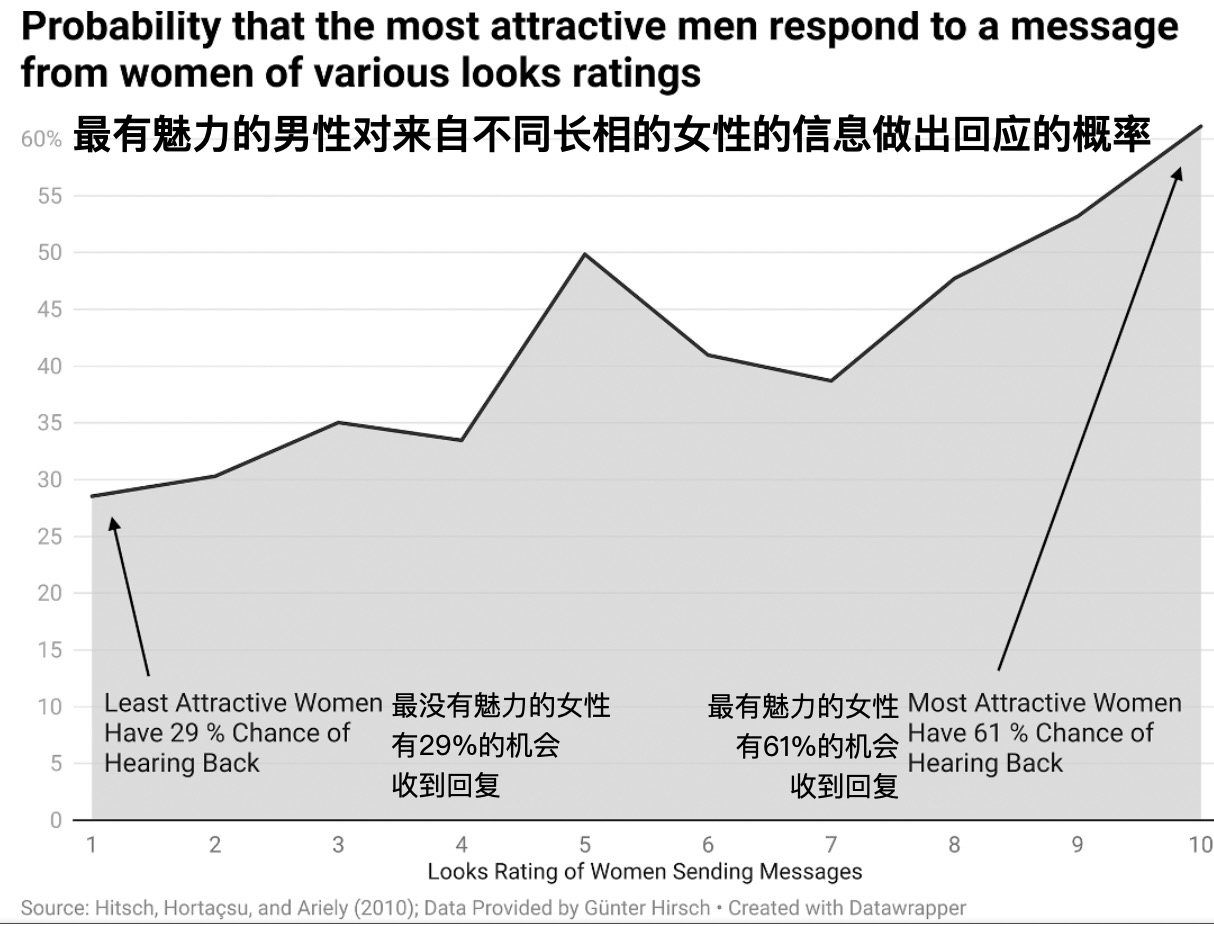 Probability that the most attractive men respond to a message
from women of various looks ratings
60% 最有魅力的男性对来自不同长相的女性的信息做出回应的概率
55
50
45
40
35
30
25
20
15
10
5
0
Least Attractive Women
Have 29 % Chance of
Hearing Back
最没有魅力的女性
有29%的机会
收到回复
最有魅力的女性
有61%的机会
收到回复
Most Attractive Women
Have 61 % Chance of
Hearing Back
1 2 3 4 5 6 7 8 9 10
Looks Rating of Women Sending Messages
Source: Hitsch, Hortaçsu, and Ariely (2010); Data Provided by Günter Hirsch • Created with Datawrapper